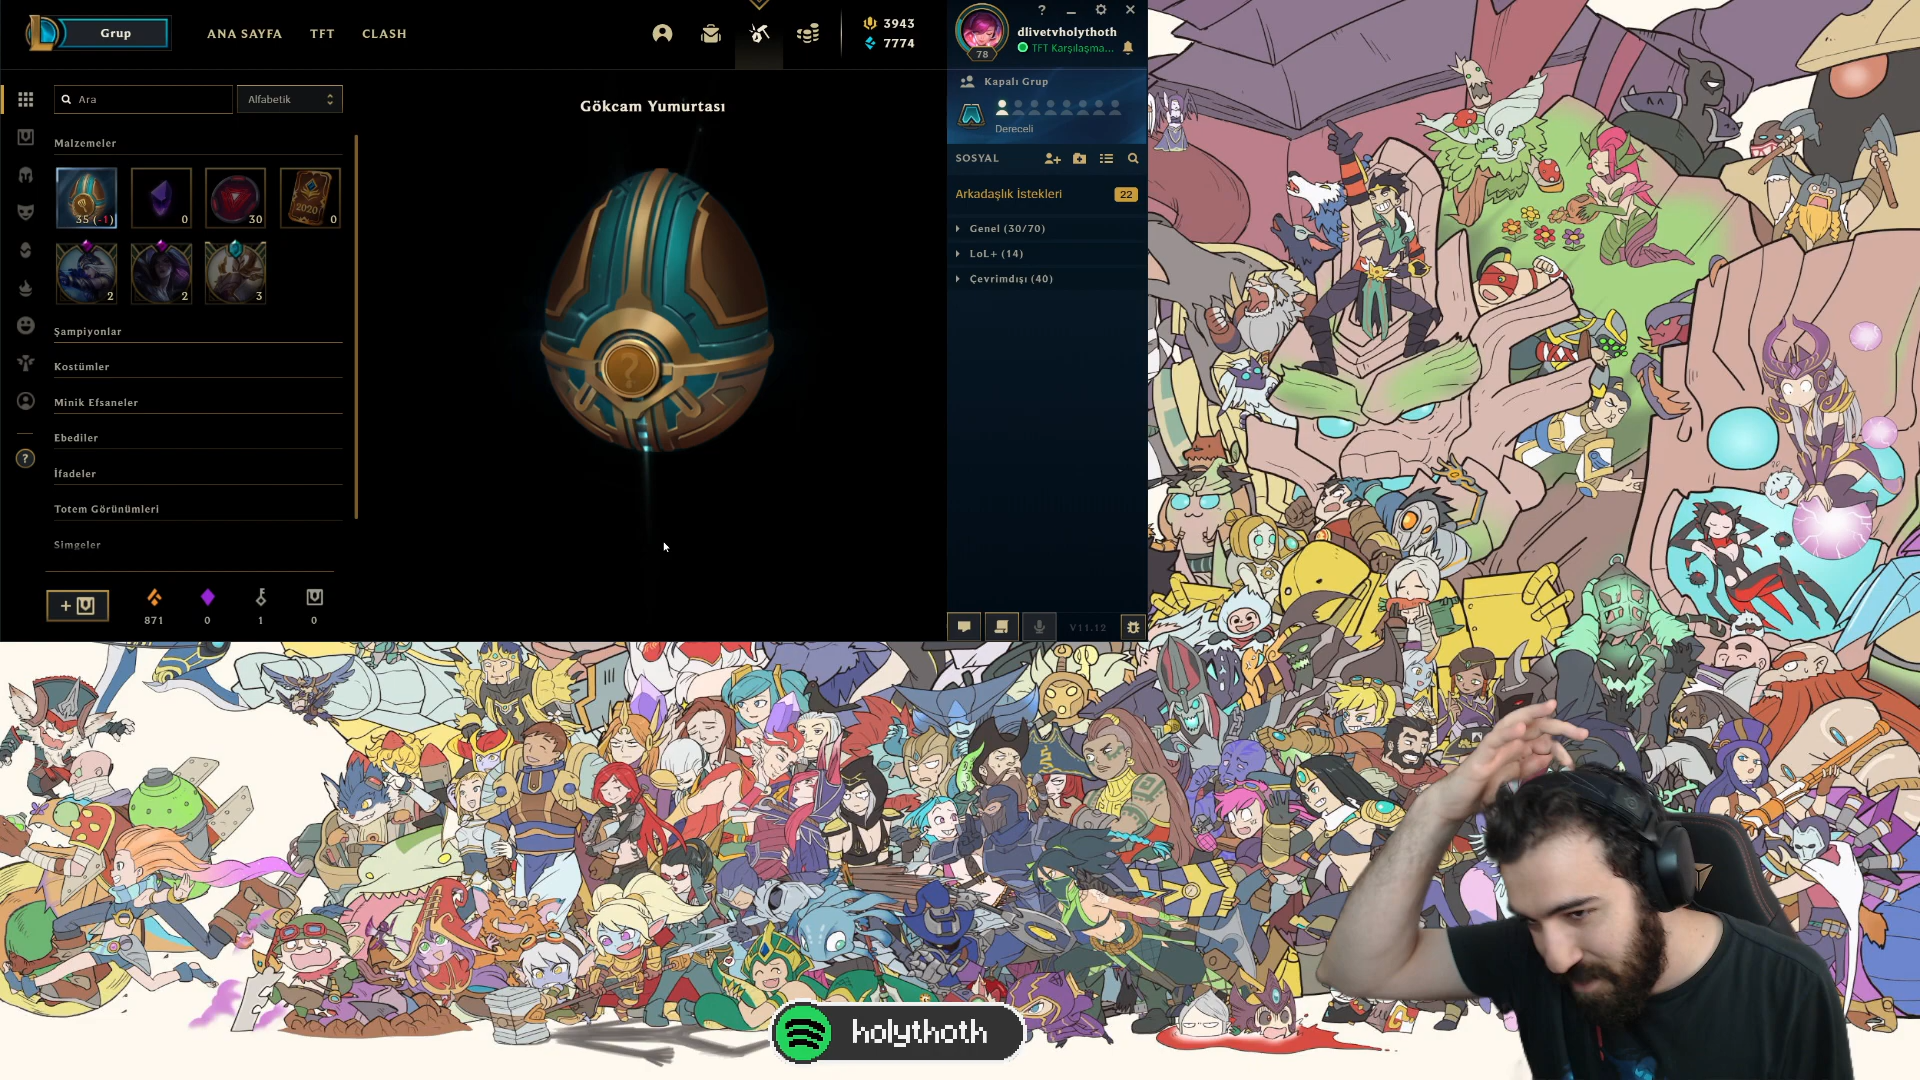 Grup
ANA SAYFA
TFT
CLASH
3943
7774
?
78
dlivetvholythoth
TFT Karşılaşma...
Kapalı Grup
Dereceli
SOSYAL
Arkadaşlık İstekleri
22
Genel (30/70)
LoL+ (14)
Çevrimdışı (40)
V11.12
Ara
Alfabetik
Malzemeler
35 (-1)
0
30
2020
0
2
2
3
Şampiyonlar
Kostümler
Minik Efsaneler
Ebediler
İfadeler
Totem Görünümleri
Simgeler
?
+
871
0
1
0
Gökcam Yumurtası
?
holythoth